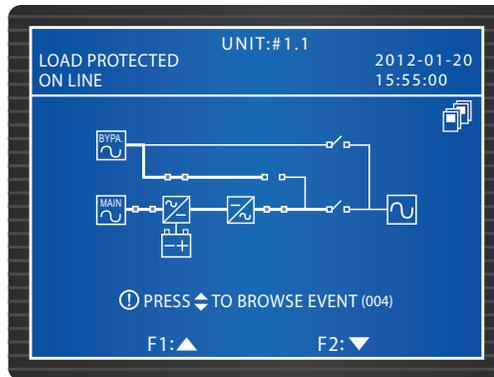 UNIT:#1.1
LOAD PROTECTED
2012-01-20
ON LINE
15:55:00
BYPA.
MAIN
PRESS TO BROWSE EVENT (004)
F1:
F2: